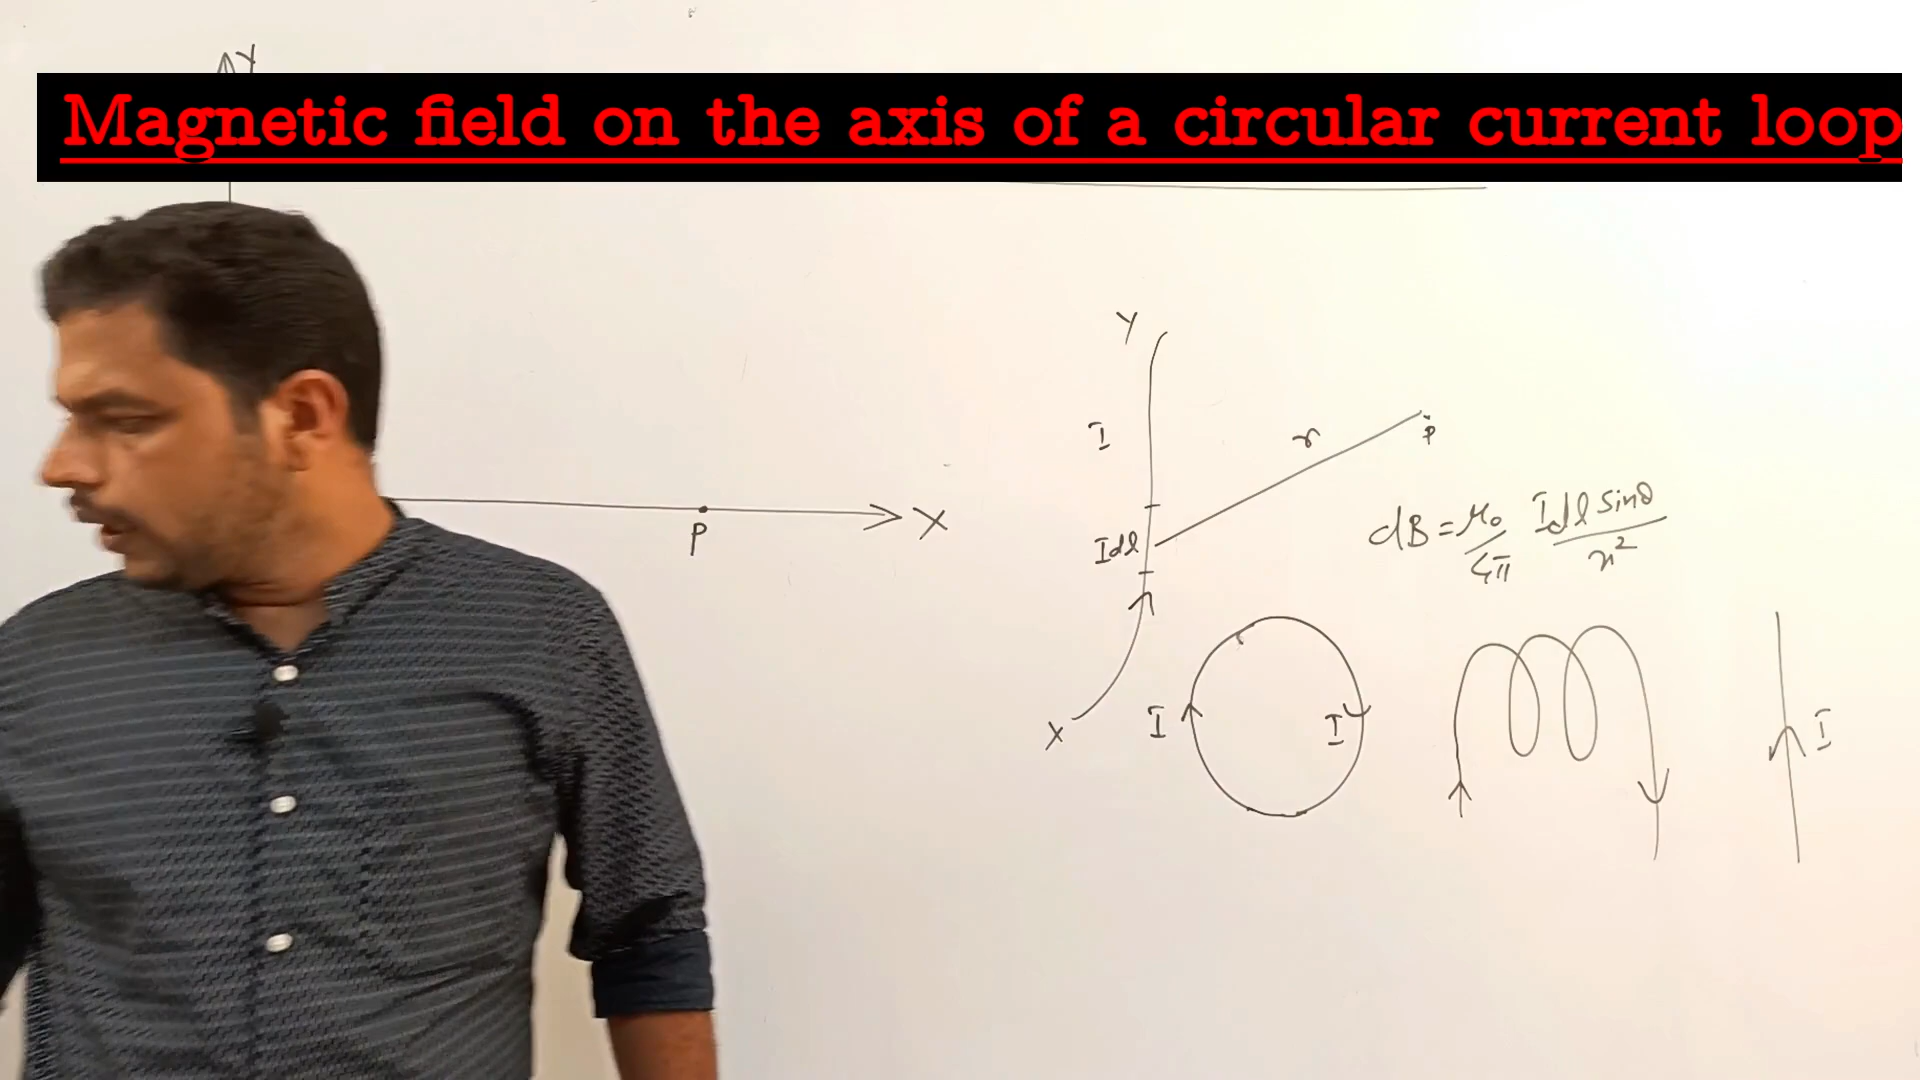 Y
Magnetic field on the axis of a circular current loop
X
P
Y
I
r
P
Idl
dB = μ₀/4π Idl sinθ/r²
X
I
I
I